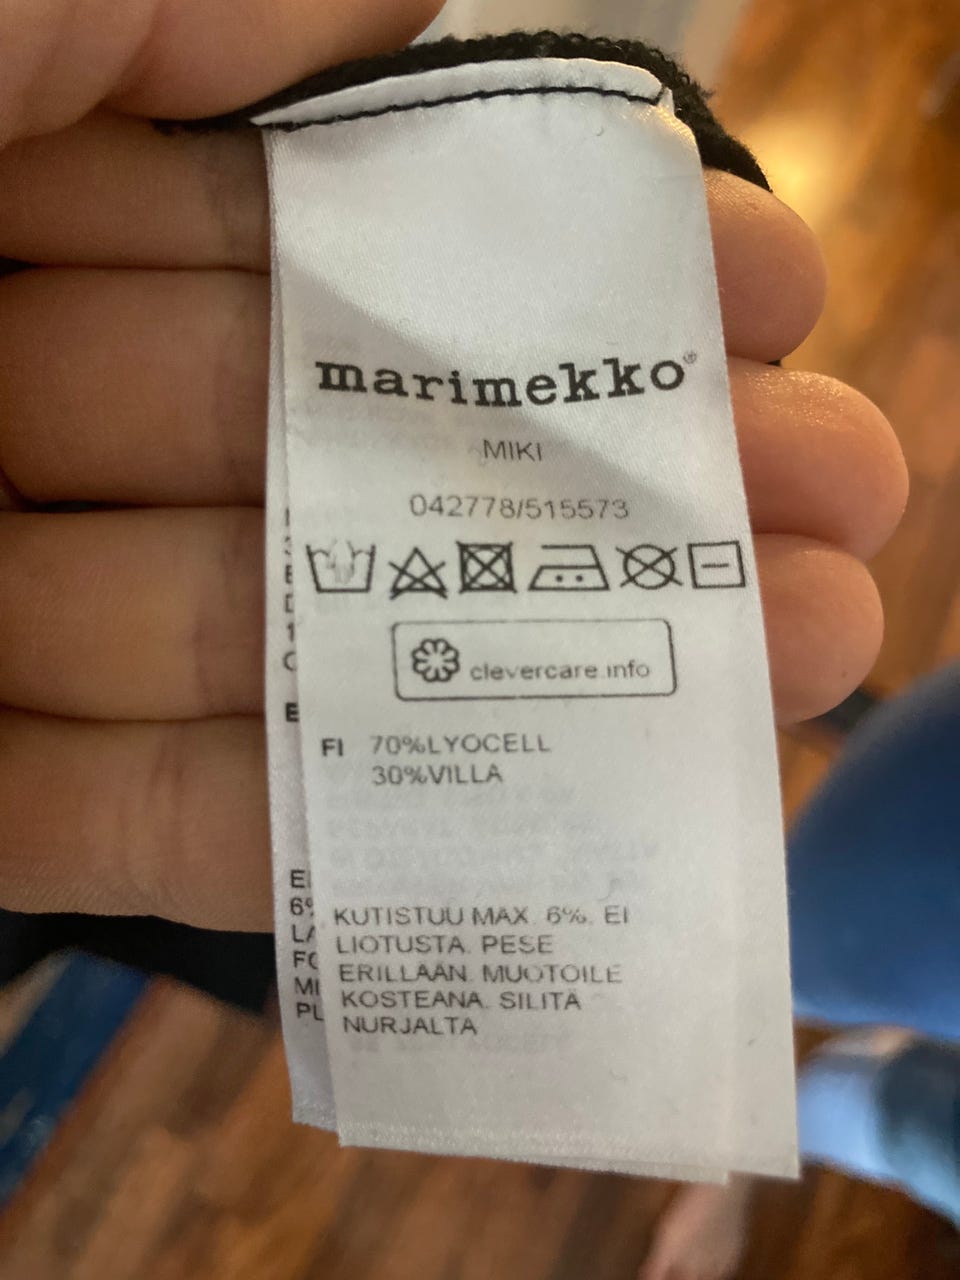 marimekko®
MIKI
042778/515573
clevercare.info
FI 70%LYOCELL
30%VILLA
KUTISTUU MAX. 6%. EI
LIOTUSTA. PESE
ERILLÄÄN. MUOTOILE
KOSTEANA. SILITÄ
NURJALTA